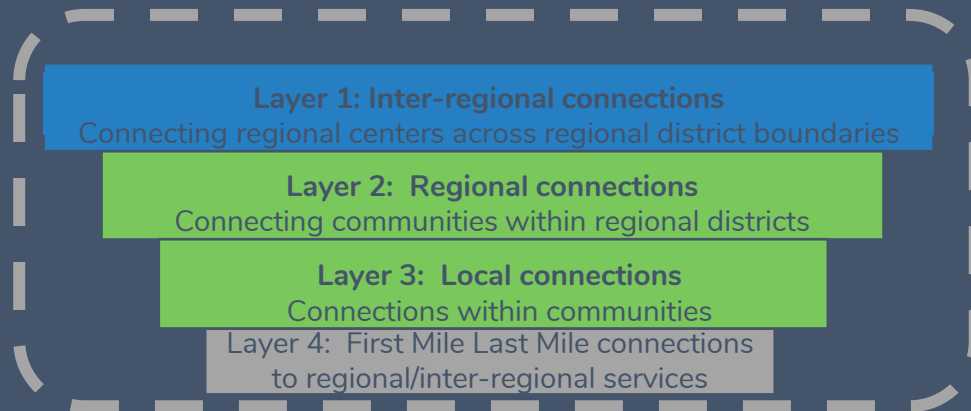 Layer 1: Inter-regional connections
Connecting regional centers across regional district boundaries
Layer 2:  Regional connections
Connecting communities within regional districts
Layer 3:  Local connections
Connections within communities
Layer 4:  First Mile Last Mile connections
to regional/inter-regional services